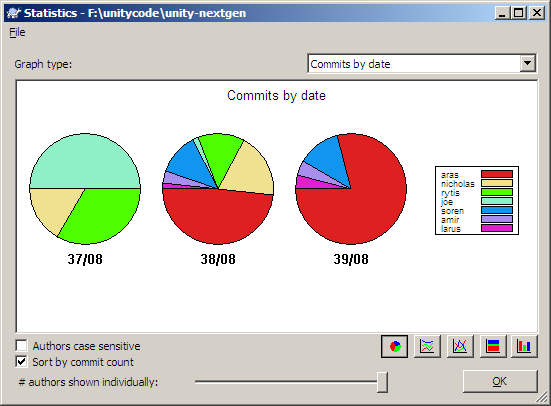 Statistics - F:\unitycode\unity-nextgen
File
Graph type:
Commits by date
Commits by date
37/08
38/08
39/08
aras
nicholas
rytis
joe
soren
amir
larus
Authors case sensitive
Sort by commit count
# authors shown individually:
OK